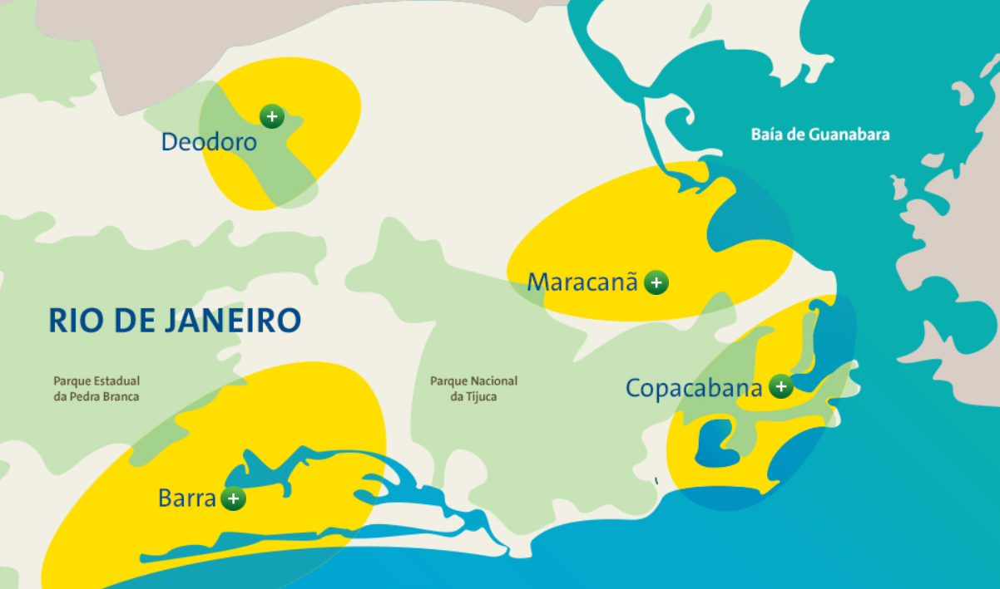 Baía de Guanabara
Deodoro
Maracanã
RIO DE JANEIRO
Parque Estadual
da Pedra Branca
Parque Nacional
da Tijuca
Copacabana
Barra